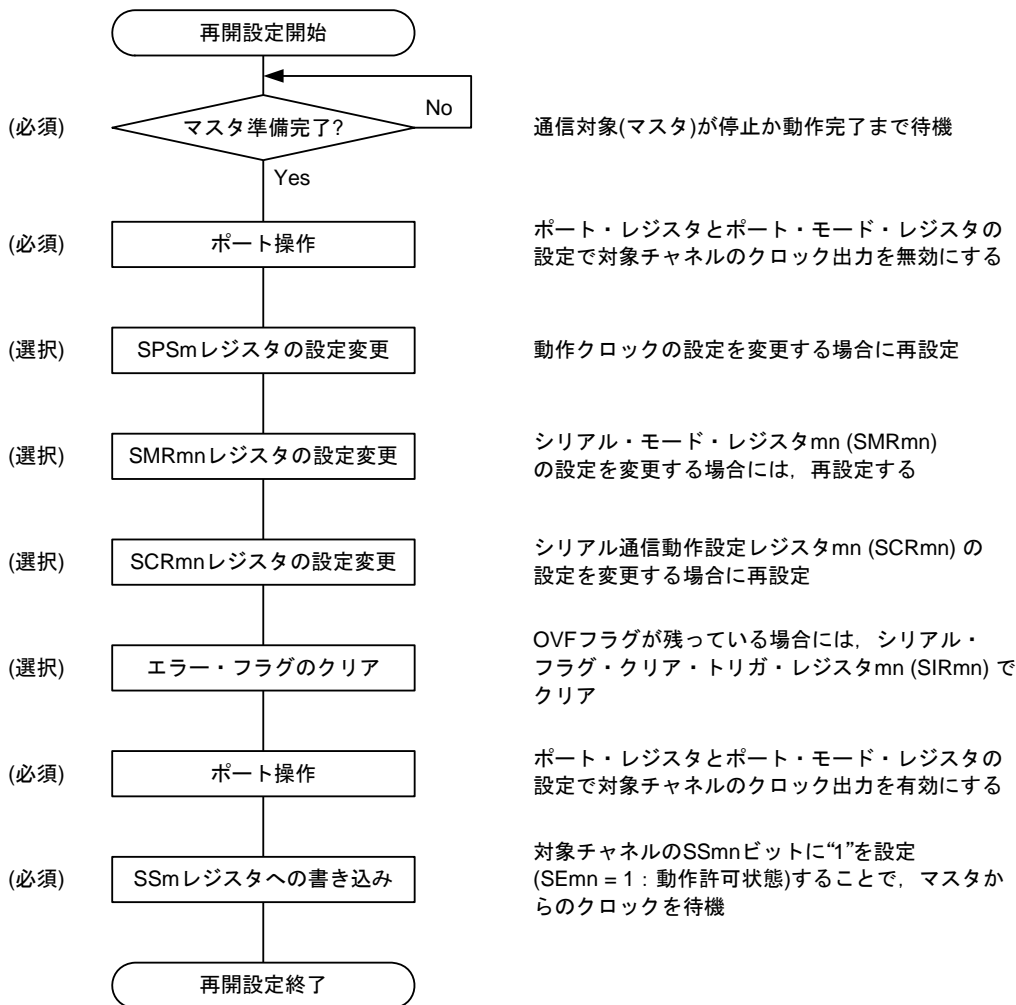 再開設定開始
No
(必須)
マスタ準備完了?
通信対象(マスタ)が停止か動作完了まで待機
Yes
(必須)
ポート操作
ポート・レジスタとポート・モード・レジスタの
設定で対象チャネルのクロック出力を無効にする
(選択)
SPSmレジスタの設定変更
動作クロックの設定を変更する場合に再設定
(選択)
SMRmnレジスタの設定変更
シリアル・モード・レジスタmn (SMRmn)
の設定を変更する場合には，再設定する
(選択)
SCRmnレジスタの設定変更
シリアル通信動作設定レジスタmn (SCRmn) の
設定を変更する場合に再設定
(選択)
エラー・フラグのクリア
OVFフラグが残っている場合には，シリアル・
フラグ・クリア・トリガ・レジスタmn (SIRmn) で
クリア
(必須)
ポート操作
ポート・レジスタとポート・モード・レジスタの
設定で対象チャネルのクロック出力を有効にする
(必須)
SSmレジスタへの書き込み
対象チャネルのSSmnビットに“1”を設定
(SEmn = 1：動作許可状態)することで，マスタか
らのクロックを待機
再開設定終了